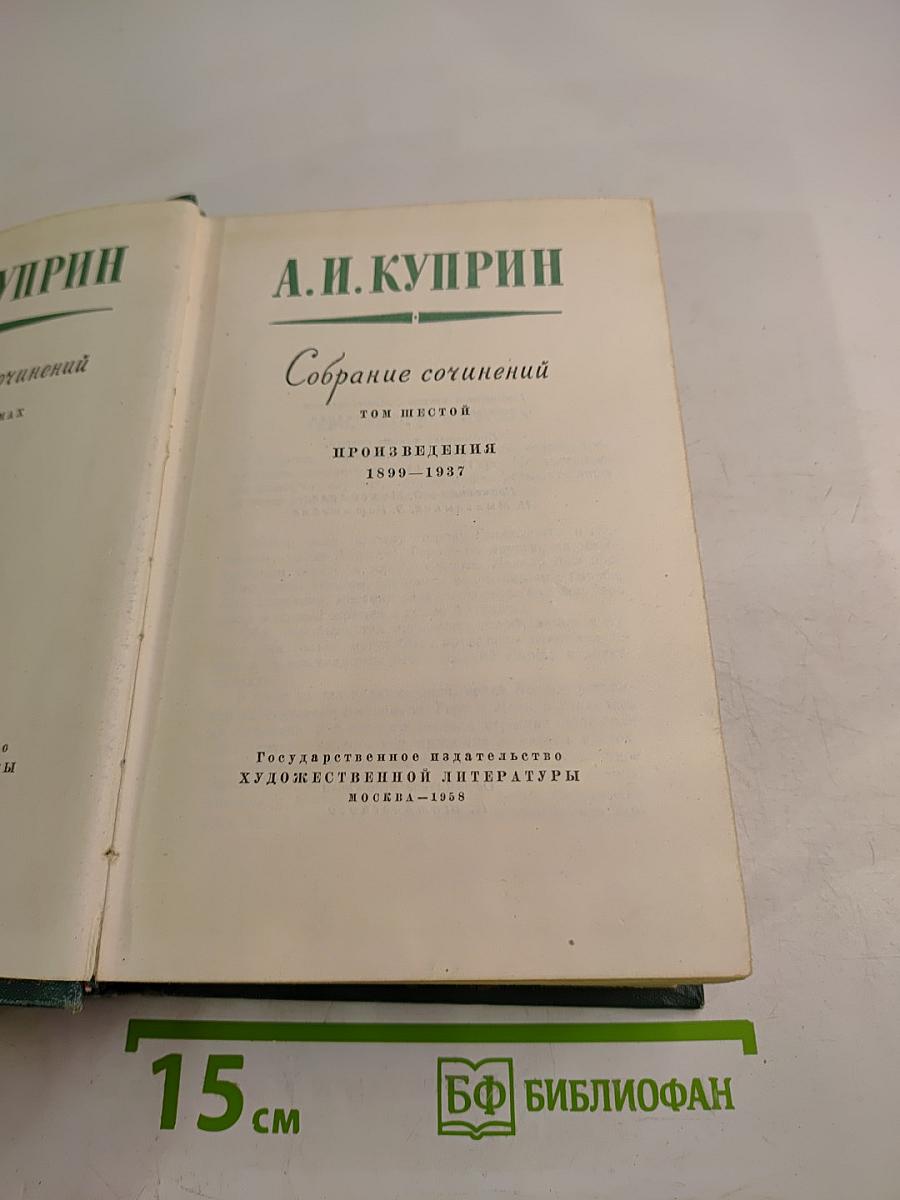 УПРИН
очинений
мах
о
ы
А. И. КУПРИН
Собрание сочинений
ТОМ ШЕСТОЙ
ПРОИЗВЕДЕНИЯ
1899—1937
Государственное издательство
ХУДОЖЕСТВЕННОЙ ЛИТЕРАТУРЫ
МОСКВА—1958
15 см
БФ БИБЛИОФАН